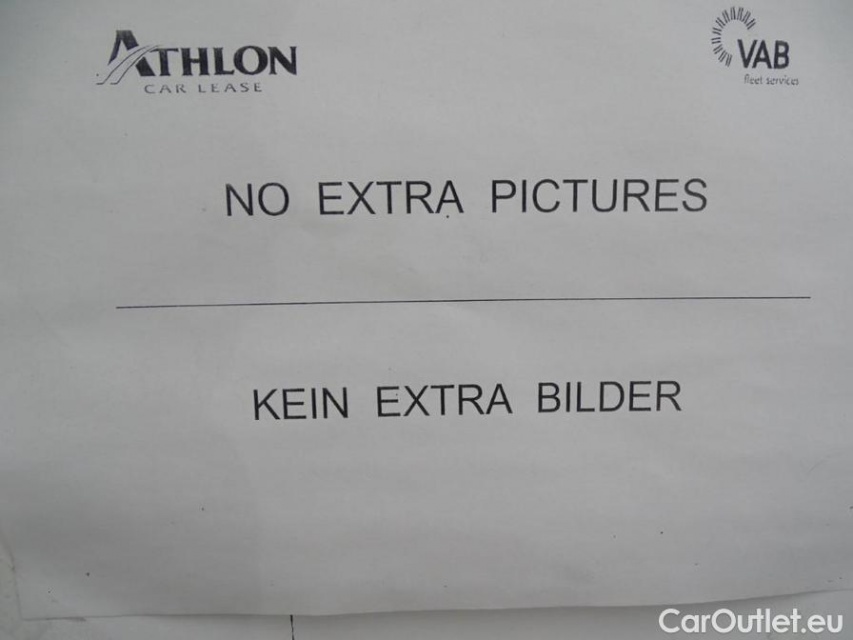 ATHLON
CAR LEASE
VAB
fleet services
NO EXTRA PICTURES
KEIN EXTRA BILDER
CarOutlet.eu